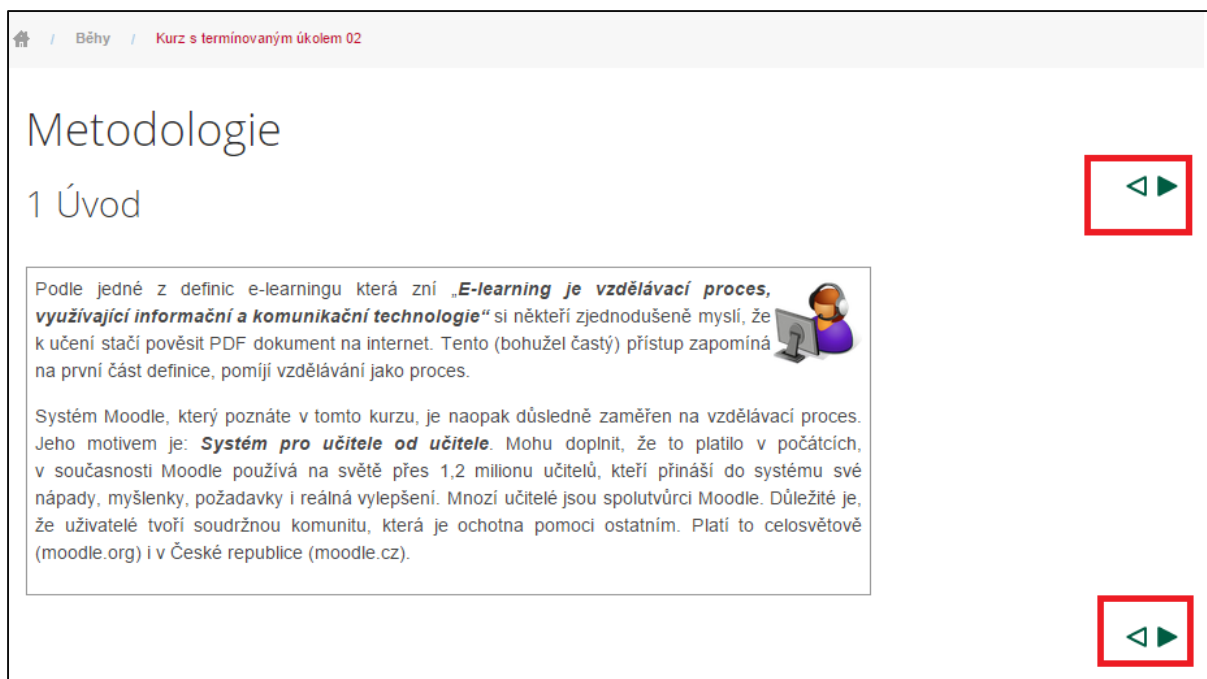 / Běhy / Kurz s termínovaným úkolem 02
Metodologie
1 Úvod
Podle jedné z definic e-learningu která zní „E-learning je vzdělávací proces,
využívající informační a komunikační technologie“ si někteří zjednodušeně myslí, že
k učení stačí pověsit PDF dokument na internet. Tento (bohužel častý) přístup zapomíná
na první část definice, pomíjí vzdělávání jako proces.
Systém Moodle, který poznáte v tomto kurzu, je naopak důsledně zaměřen na vzdělávací proces.
Jeho motivem je: Systém pro učitele od učitele. Mohu doplnit, že to platilo v počátcích,
v současnosti Moodle používá na světě přes 1,2 milionu učitelů, kteří přináší do systému své
nápady, myšlenky, požadavky i reálná vylepšení. Mnozí učitelé jsou spolutvůrci Moodle. Důležité je,
že uživatelé tvoří soudržnou komunitu, která je ochotna pomoci ostatním. Platí to celosvětově
(moodle.org) i v České republice (moodle.cz).